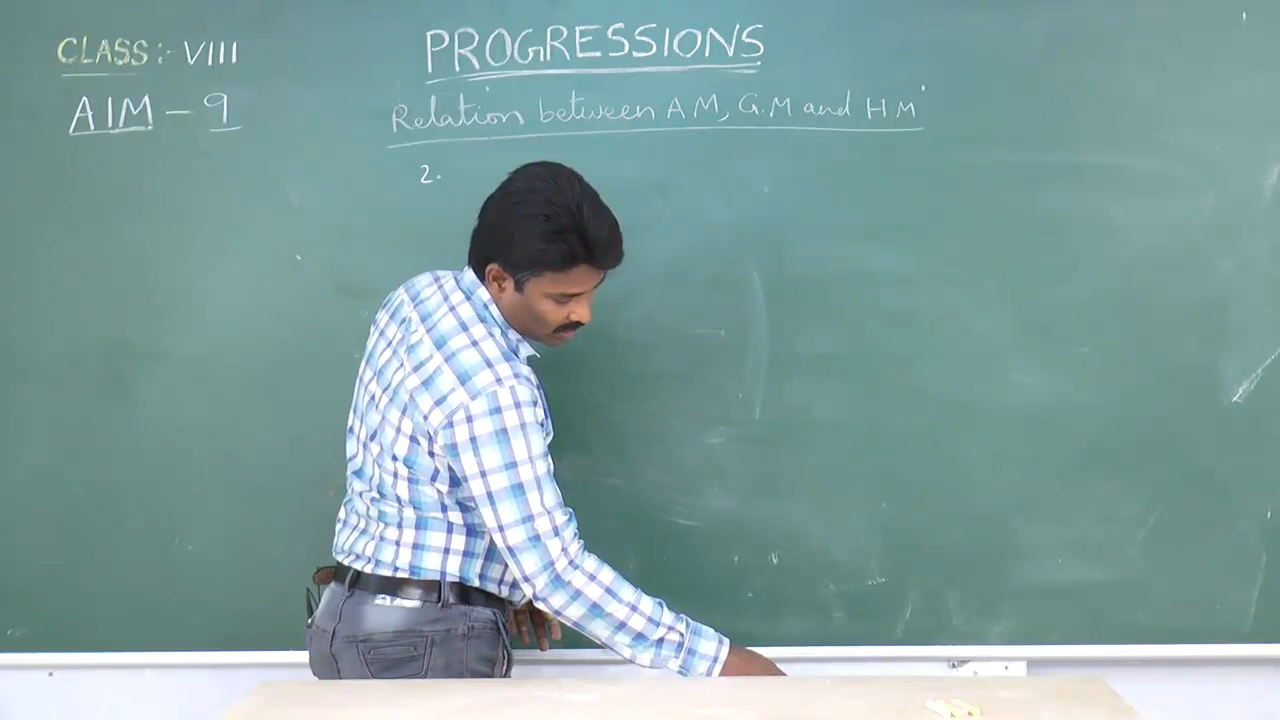 CLASS :- VIII
PROGRESSIONS
AIM - 9
Relation between A M, G.M and H M
2.